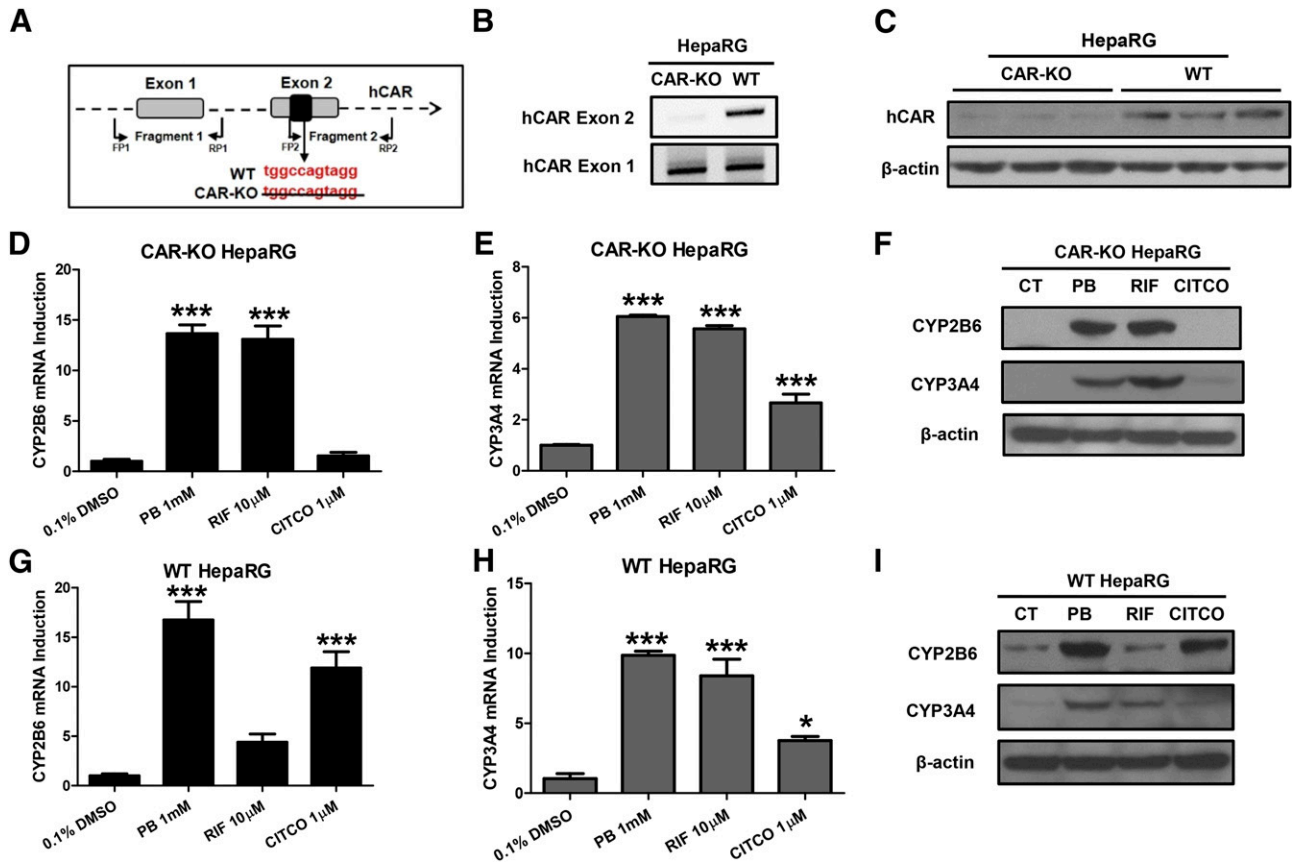 A
Exon 1
Exon 2
hCAR
Fragment 1
Fragment 2
FP1
RP1
FP2
RP2
WT tggccagtagg
CAR-KO tggccagtagg
B
HepaRG
CAR-KO WT
hCAR Exon 2
hCAR Exon 1
C
HepaRG
CAR-KO WT
hCAR
β-actin
D
CAR-KO HepaRG
CYP2B6 mRNA Induction
20
15
10
5
0
***
***
0.1% DMSO
PB 1mM
RIF 10µM
CITCO 1µM
E
CAR-KO HepaRG
CYP3A4 mRNA Induction
8
6
4
2
0
***
***
***
0.1% DMSO
PB 1mM
RIF 10µM
CITCO 1µM
F
CAR-KO HepaRG
CT PB RIF CITCO
CYP2B6
CYP3A4
β-actin
G
WT HepaRG
CYP2B6 mRNA Induction
20
15
10
5
0
***
***
0.1% DMSO
PB 1mM
RIF 10µM
CITCO 1µM
H
WT HepaRG
CYP3A4 mRNA Induction
15
10
5
0
***
***
*
0.1% DMSO
PB 1mM
RIF 10µM
CITCO 1µM
I
WT HepaRG
CT PB RIF CITCO
CYP2B6
CYP3A4
β-actin